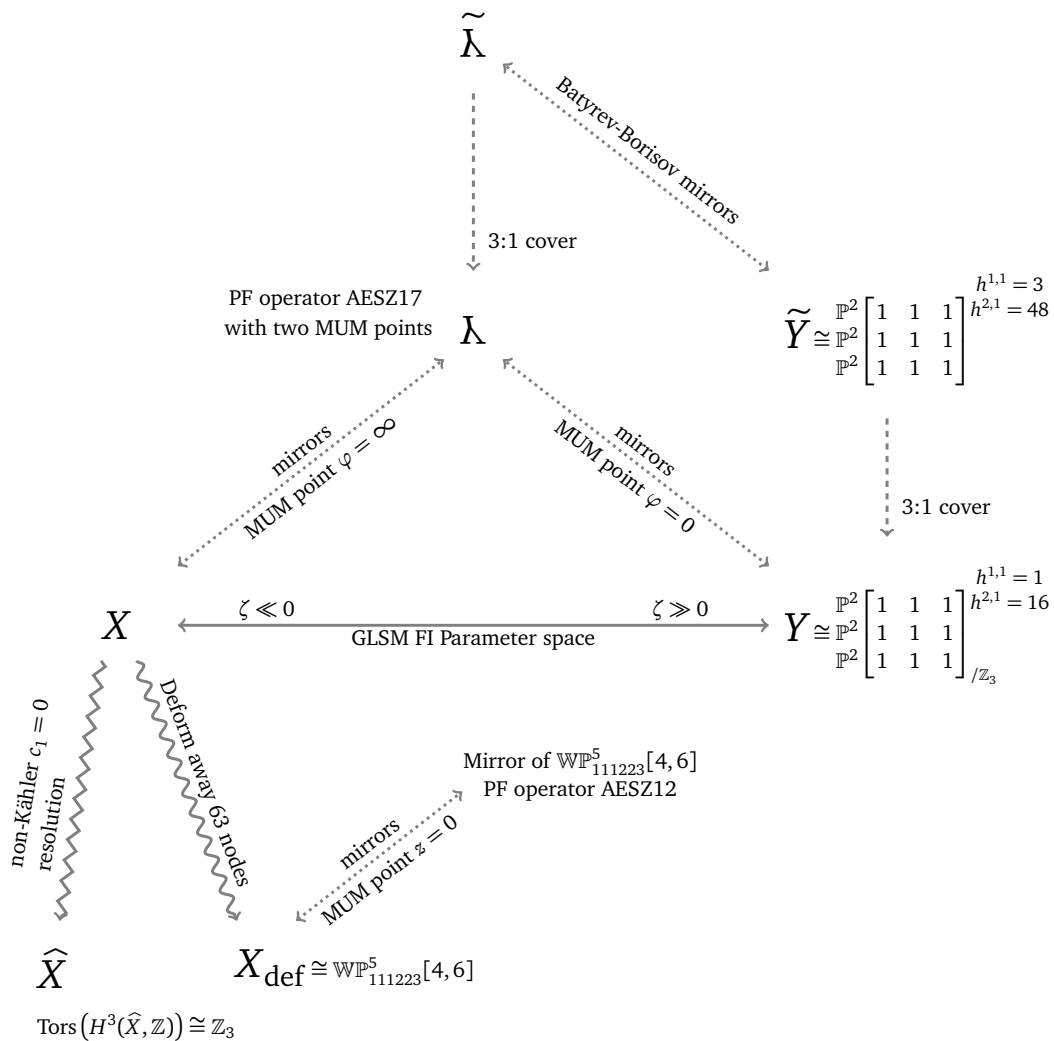 λ̃
Batyrev-Borisov mirrors
3:1 cover
PF operator AESZ17
with two MUM points
λ
Ỹ ≅
ℙ² [1 1 1]
ℙ² [1 1 1]
ℙ² [1 1 1]
h^{1,1} = 3
h^{2,1} = 48
mirrors
MUM point φ = ∞
mirrors
MUM point φ = 0
3:1 cover
X
ζ ≪ 0
ζ ≫ 0
GLSM FI Parameter space
Y ≅
ℙ² [1 1 1]
ℙ² [1 1 1]
ℙ² [1 1 1]
/ℤ₃
h^{1,1} = 1
h^{2,1} = 16
non-Kähler c₁ = 0
resolution
Deform away 63 nodes
Mirror of 𝕎ℙ⁵₁₁₁₂₂₃[4, 6]
PF operator AESZ12
mirrors
MUM point z = 0
X̂
X_def ≅ 𝕎ℙ⁵₁₁₁₂₂₃[4, 6]
Tors(H³(X̂, ℤ)) ≅ ℤ₃